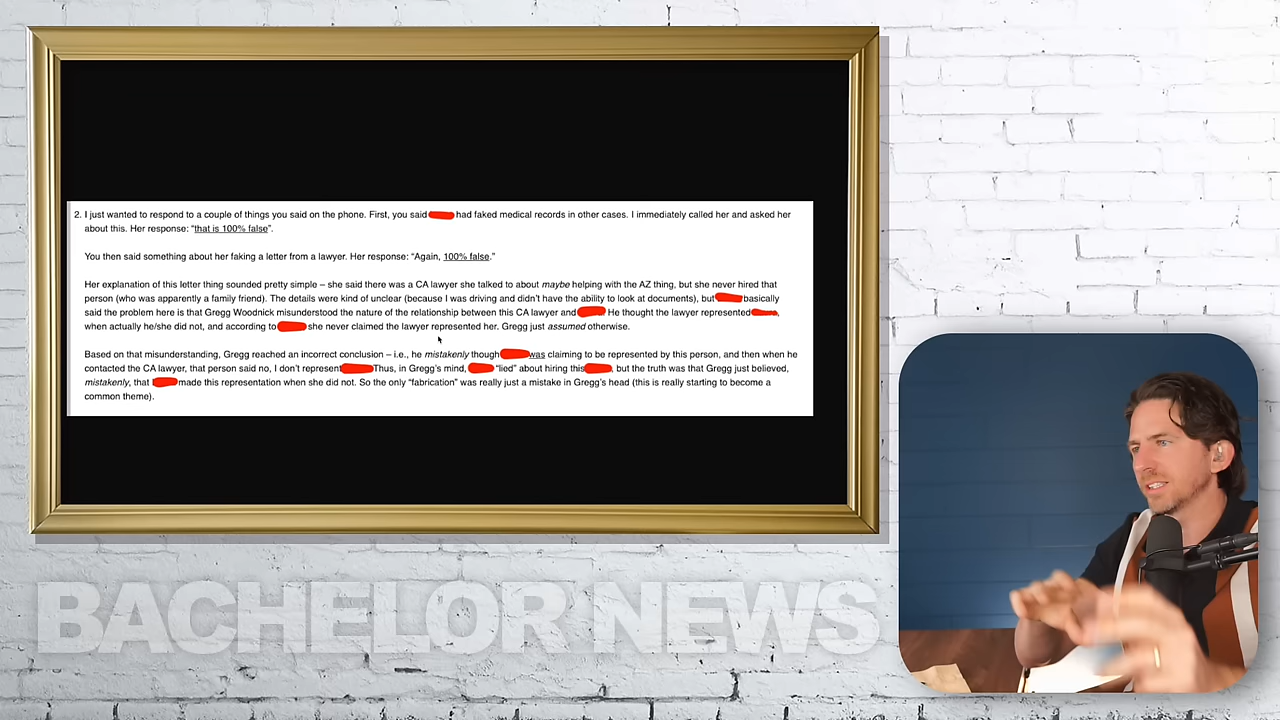 2. I just wanted to respond to a couple of things you said on the phone. First, you said had faked medical records in other cases. I immediately called her and asked her
about this. Her response: “that is 100% false”.
You then said something about her faking a letter from a lawyer. Her response: “Again, 100% false.”
Her explanation of this letter thing sounded pretty simple – she said there was a CA lawyer she talked to about maybe helping with the AZ thing, but she never hired that
person (who was apparently a family friend). The details were kind of unclear (because I was driving and didn’t have the ability to look at documents), but basically
said the problem here is that Gregg Woodnick misunderstood the nature of the relationship between this CA lawyer and He thought the lawyer represented ,
when actually he/she did not, and according to she never claimed the lawyer represented her. Gregg just assumed otherwise.
Based on that misunderstanding, Gregg reached an incorrect conclusion – i.e., he mistakenly though was claiming to be represented by this person, and then when he
contacted the CA lawyer, that person said no, I don’t represent Thus, in Gregg’s mind, “lied” about hiring this , but the truth was that Gregg just believed,
mistakenly, that made this representation when she did not. So the only “fabrication” was really just a mistake in Gregg’s head (this is really starting to become a
common theme).
BACHELOR NEWS